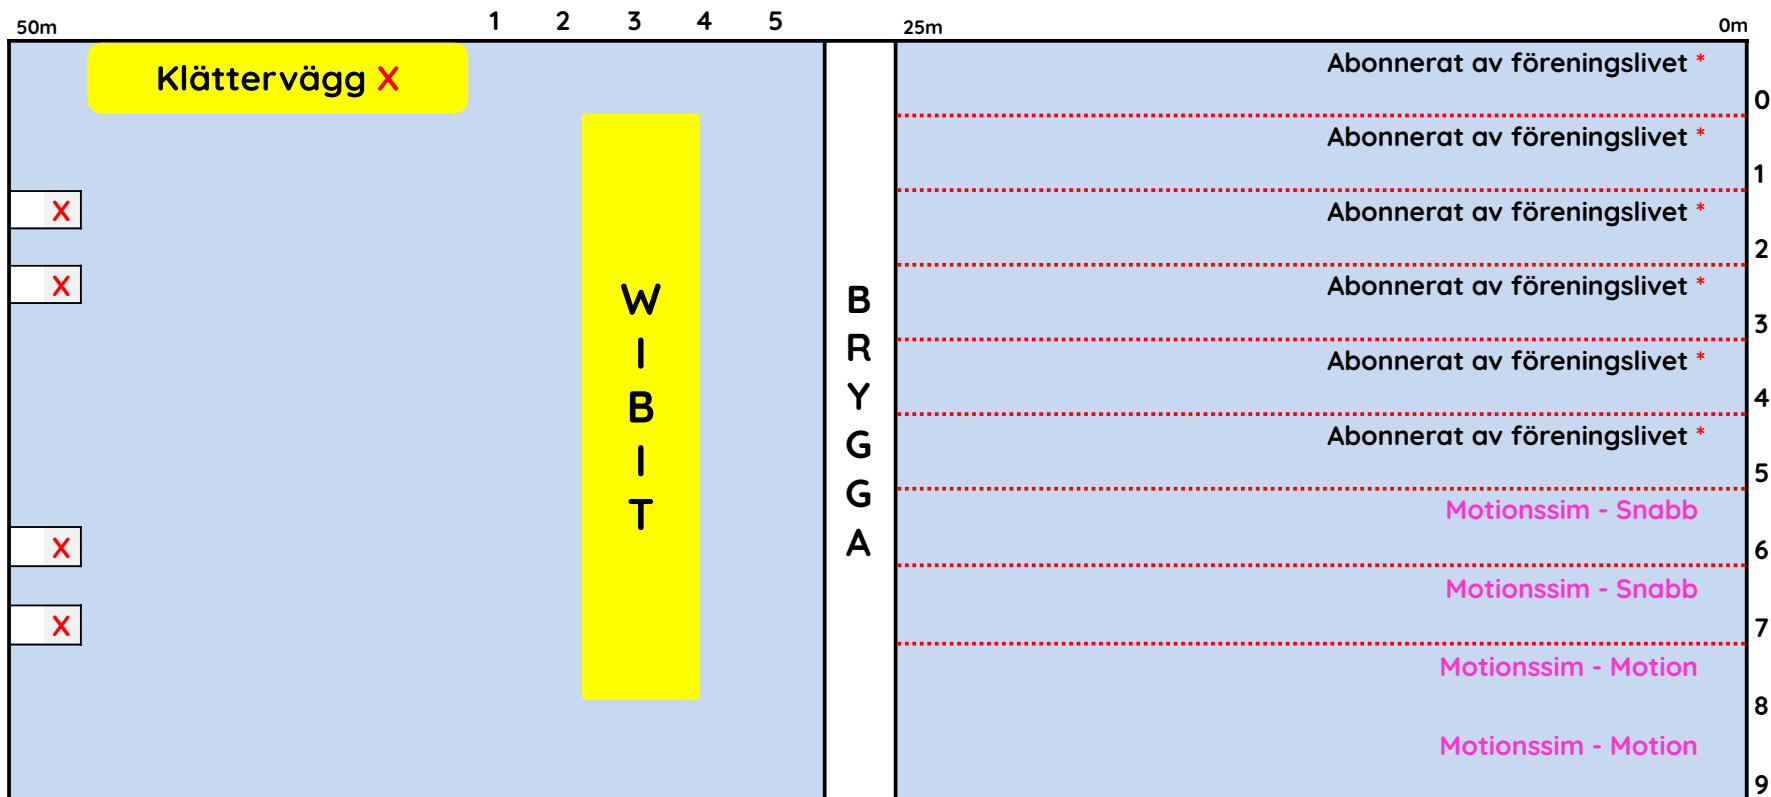 50m
1 2 3 4 5
25m
0m
Klättervägg X
X
X
X
X
W
I
B
I
T
B
R
Y
G
G
A
Abonnerat av föreningslivet *
0
Abonnerat av föreningslivet *
1
Abonnerat av föreningslivet *
2
Abonnerat av föreningslivet *
3
Abonnerat av föreningslivet *
4
Abonnerat av föreningslivet *
5
Motionssim - Snabb
6
Motionssim - Snabb
7
Motionssim - Motion
8
Motionssim - Motion
9